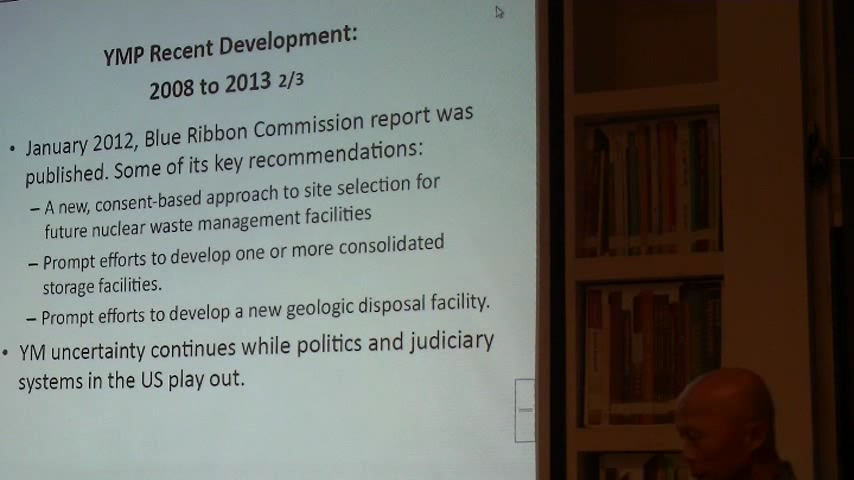 YMP Recent Development:
2008 to 2013 2/3
• January 2012, Blue Ribbon Commission report was
published. Some of its key recommendations:
– A new, consent-based approach to site selection for
future nuclear waste management facilities
– Prompt efforts to develop one or more consolidated
storage facilities.
– Prompt efforts to develop a new geologic disposal facility.
• YM uncertainty continues while politics and judiciary
systems in the US play out.